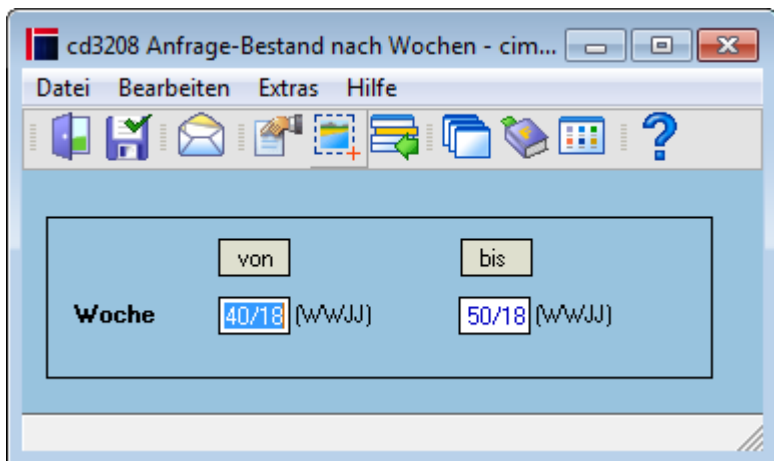 cd3208 Anfrage-Bestand nach Wochen - cim...
Datei Bearbeiten Extras Hilfe
von bis
Woche 40/18 (WWJJ) 50/18 (WWJJ)